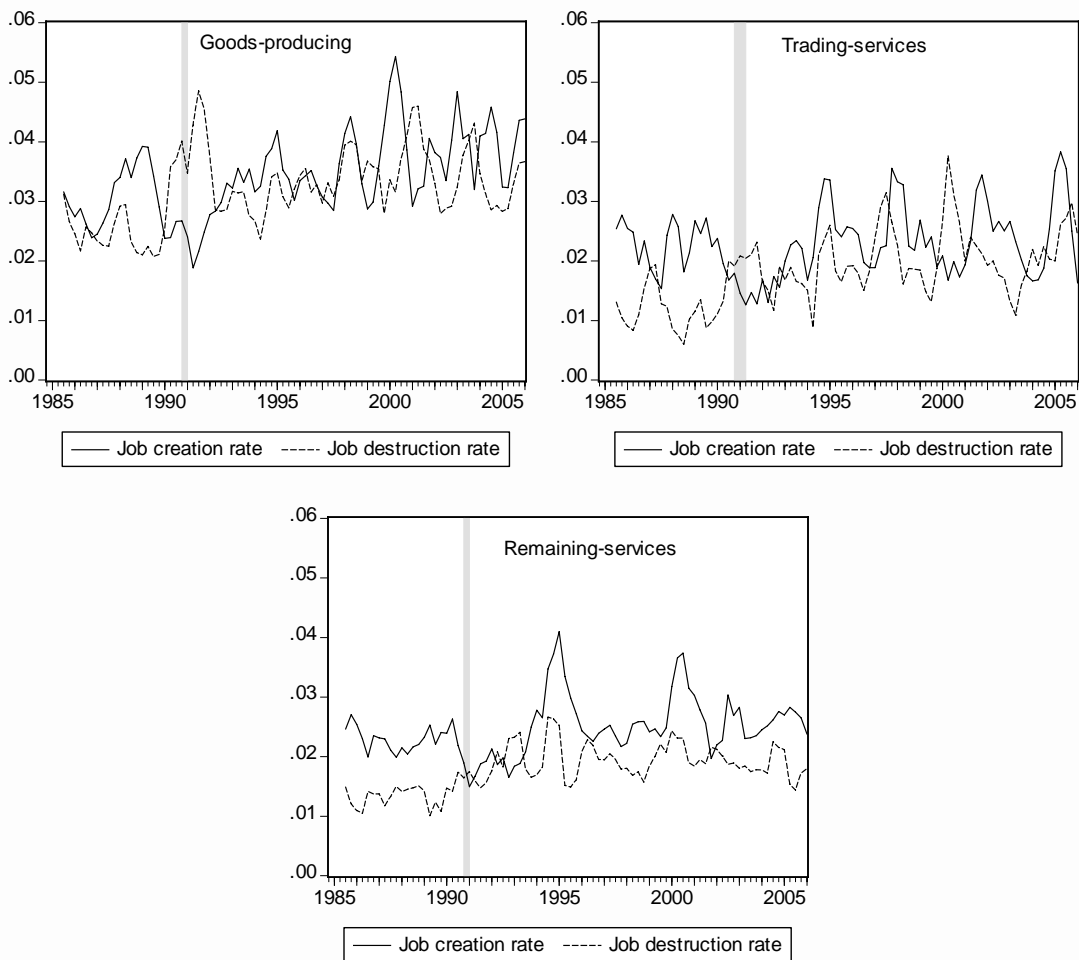 Goods-producing
.06
.05
.04
.03
.02
.01
.00
1985 1990 1995 2000 2005
Job creation rate Job destruction rate
Trading-services
.06
.05
.04
.03
.02
.01
.00
1985 1990 1995 2000 2005
Job creation rate Job destruction rate
Remaining-services
.06
.05
.04
.03
.02
.01
.00
1985 1990 1995 2000 2005
Job creation rate Job destruction rate